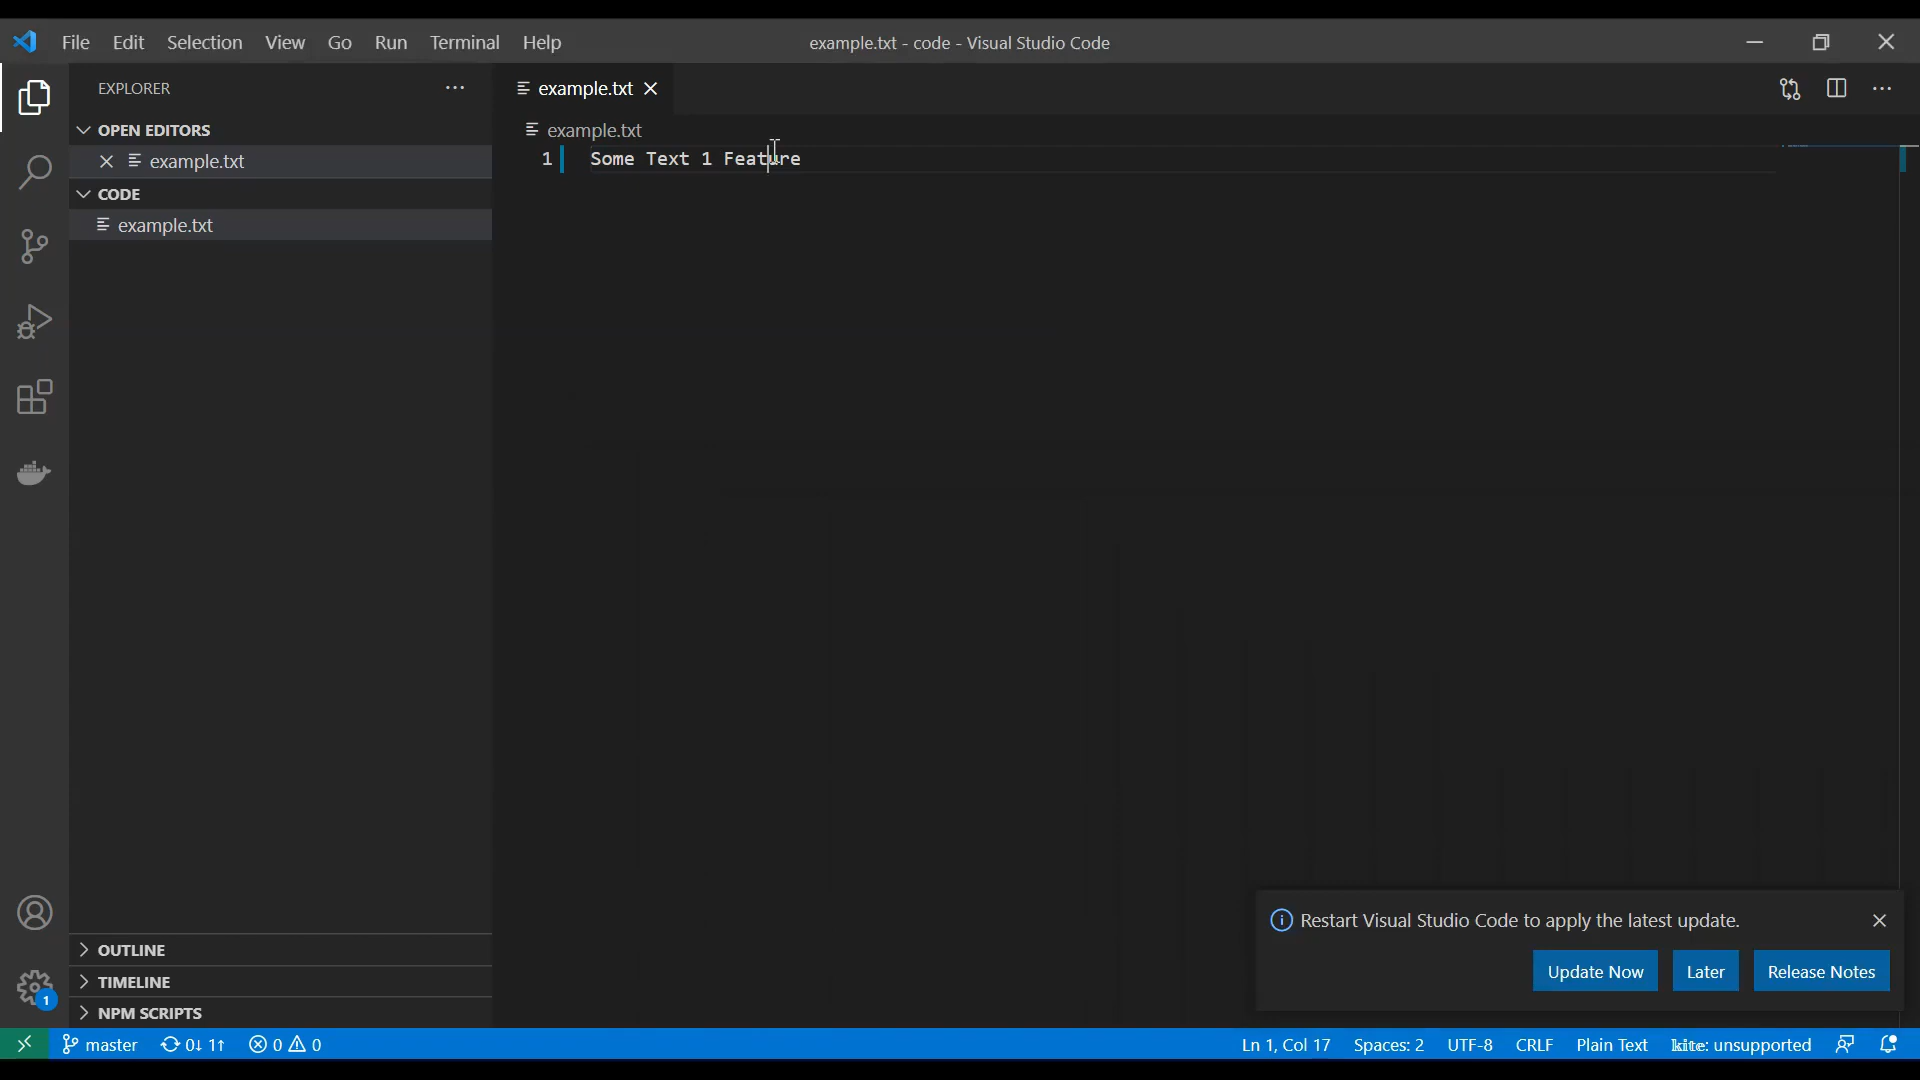 File Edit Selection View Go Run Terminal Help
example.txt - code - Visual Studio Code
EXPLORER
example.txt
OPEN EDITORS
example.txt
example.txt
1 Some Text 1 Feature
CODE
example.txt
Restart Visual Studio Code to apply the latest update.
Update Now Later Release Notes
OUTLINE
TIMELINE
NPM SCRIPTS
1
master 0↓ 1↑ 0 0 Ln 1, Col 17 Spaces: 2 UTF-8 CRLF Plain Text kite: unsupported